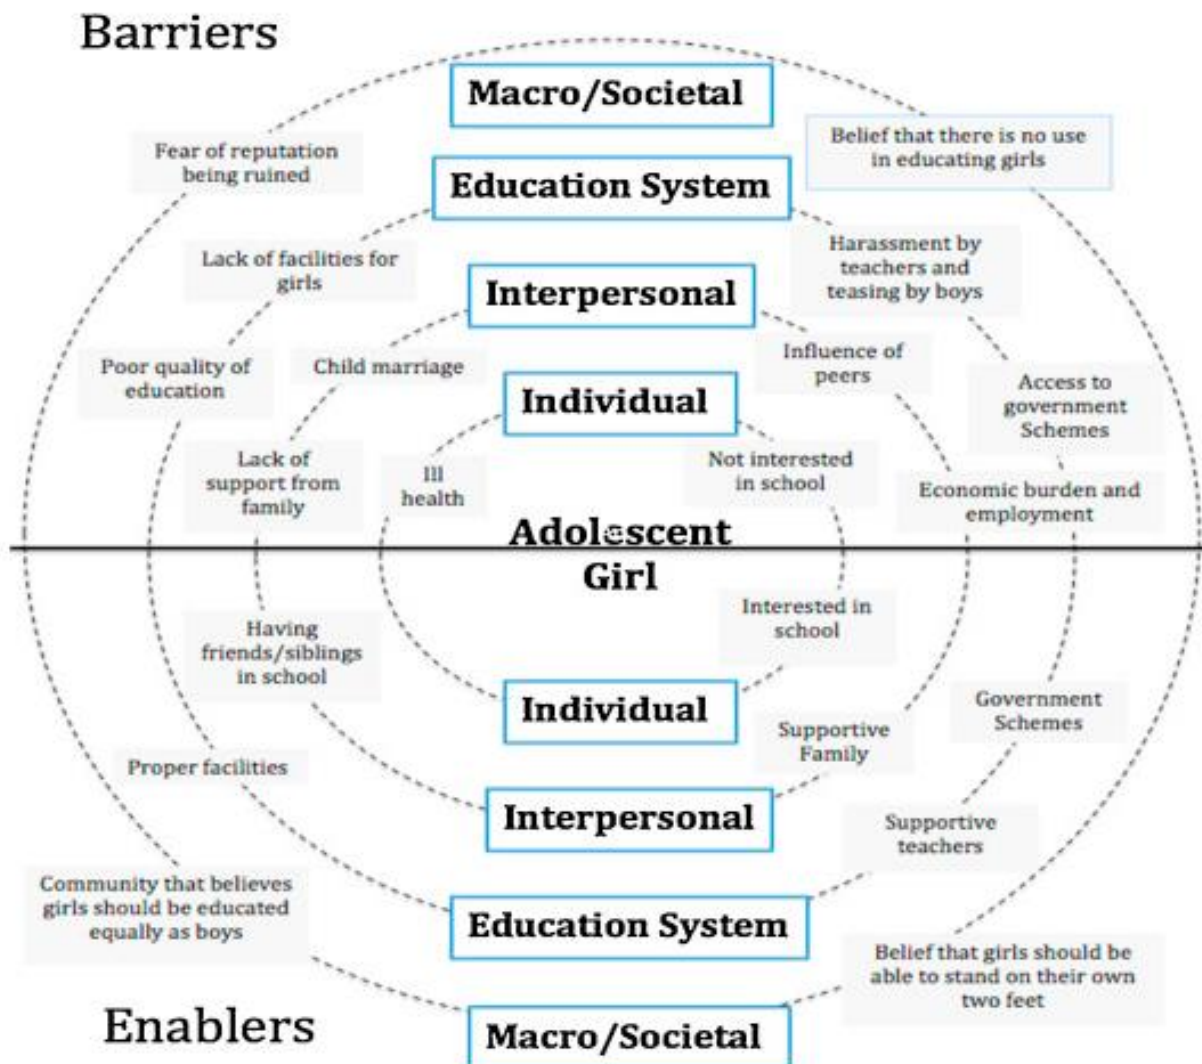 Barriers
Macro/Societal
Fear of reputation
being ruined
Belief that there is no use
in educating girls
Education System
Lack of facilities for
girls
Harassment by
teachers and
teasing by boys
Interpersonal
Poor quality of
education
Child marriage
Influence of
peers
Individual
Access to
government
Schemes
Lack of
support from
family
Ill
health
Not interested
in school
Economic burden and
employment
Adolescent
Girl
Having
friends/siblings
in school
Interested in
school
Individual
Government
Schemes
Supportive
Family
Proper facilities
Interpersonal
Supportive
teachers
Community that believes
girls should be educated
equally as boys
Education System
Belief that girls should be
able to stand on their own
two feet
Enablers
Macro/Societal